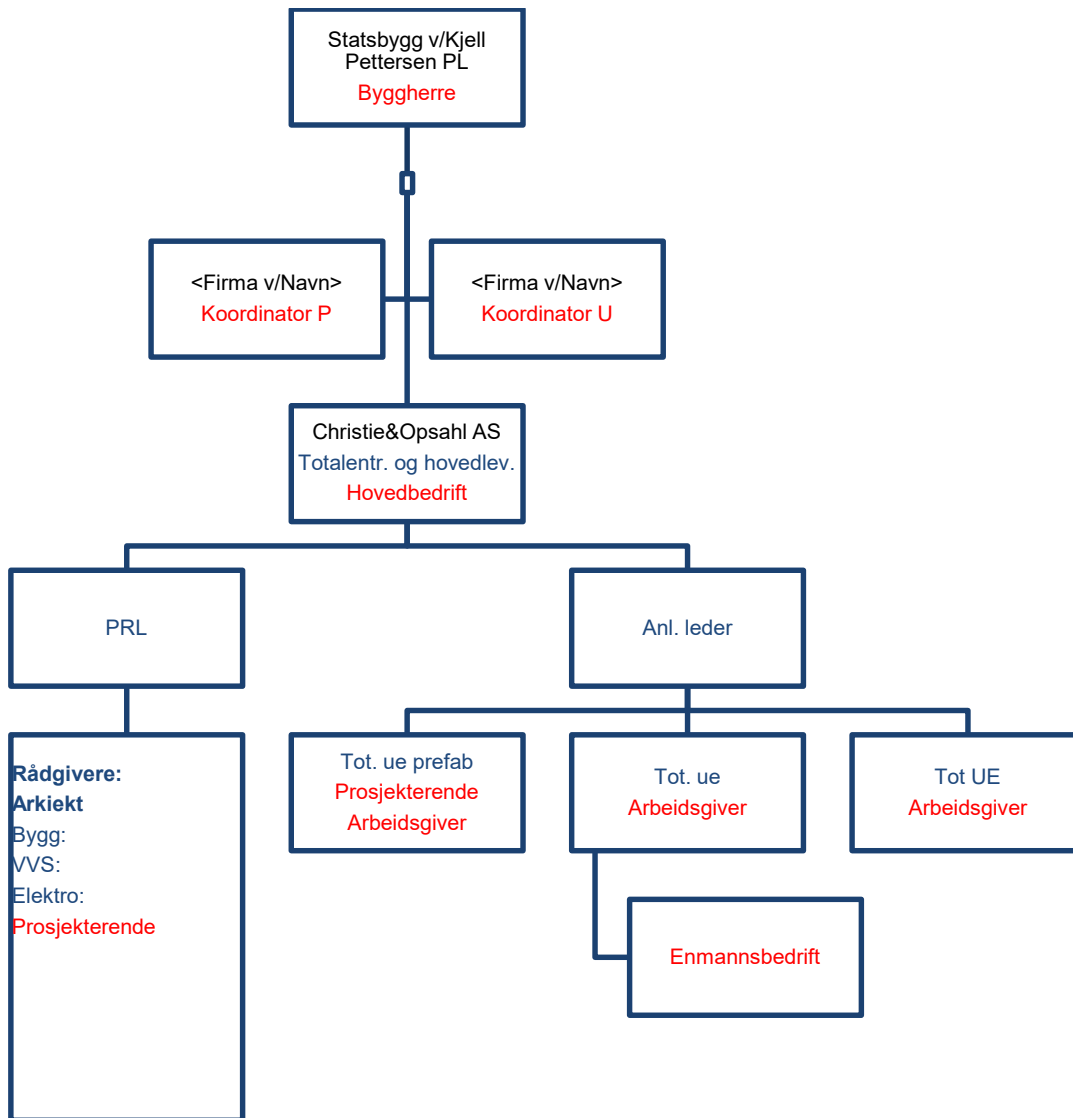 Statsbygg v/Kjell
Pettersen PL
Byggherre
<Firma v/Navn>
Koordinator P
<Firma v/Navn>
Koordinator U
Christie&Opsahl AS
Totalentr. og hovedlev.
Hovedbedrift
PRL
Anl. leder
Rådgivere:
Arkiekt
Bygg:
VVS:
Elektro:
Prosjekterende
Tot. ue prefab
Prosjekterende
Arbeidsgiver
Tot. ue
Arbeidsgiver
Tot UE
Arbeidsgiver
Enmannsbedrift